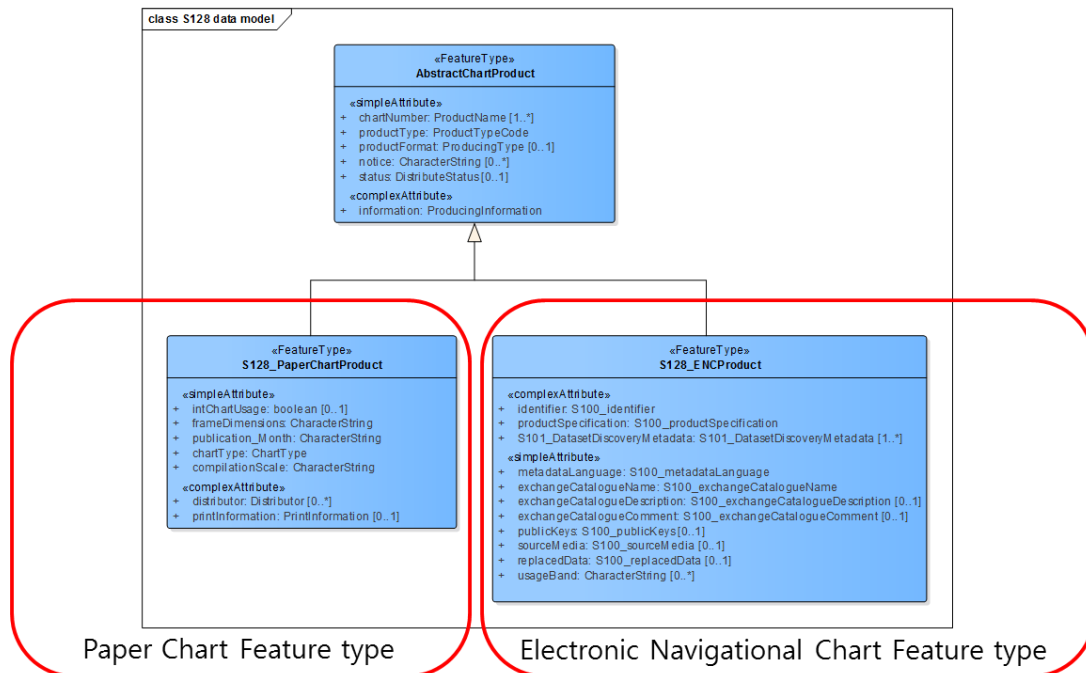 class S128 data model
«FeatureType»
AbstractChartProduct
«simpleAttribute»
+ chartNumber: ProductName [1..*]
+ productType: ProductTypeCode
+ productFormat: ProducingType [0..1]
+ notice: CharacterString [0..*]
+ status: DistributeStatus[0..1]
«complexAttribute»
+ information: ProducingInformation
«FeatureType»
S128_PaperChartProduct
«simpleAttribute»
+ intChartUsage: boolean [0..1]
+ frameDimensions: CharacterString
+ publication_Month: CharacterString
+ chartType: ChartType
+ compilationScale: CharacterString
«complexAttribute»
+ distributor: Distributor [0..*]
+ printInformation: PrintInformation [0..1]
«FeatureType»
S128_ENCProduct
«complexAttribute»
+ identifier: S100_identifier
+ productSpecification: S100_productSpecification
+ S101_DatasetDiscoveryMetadata: S101_DatasetDiscoveryMetadata [1..*]
«simpleAttribute»
+ metadataLanguage: S100_metadataLanguage
+ exchangeCatalogueName: S100_exchangeCatalogueName
+ exchangeCatalogueDescription: S100_exchangeCatalogueDescription [0..1]
+ exchangeCatalogueComment: S100_exchangeCatalogueComment [0..1]
+ publicKeys: S100_publicKeys[0..1]
+ sourceMedia: S100_sourceMedia [0..1]
+ replacedData: S100_replacedData [0..1]
+ usageBand: CharacterString [0..*]
Paper Chart Feature type
Electronic Navigational Chart Feature type